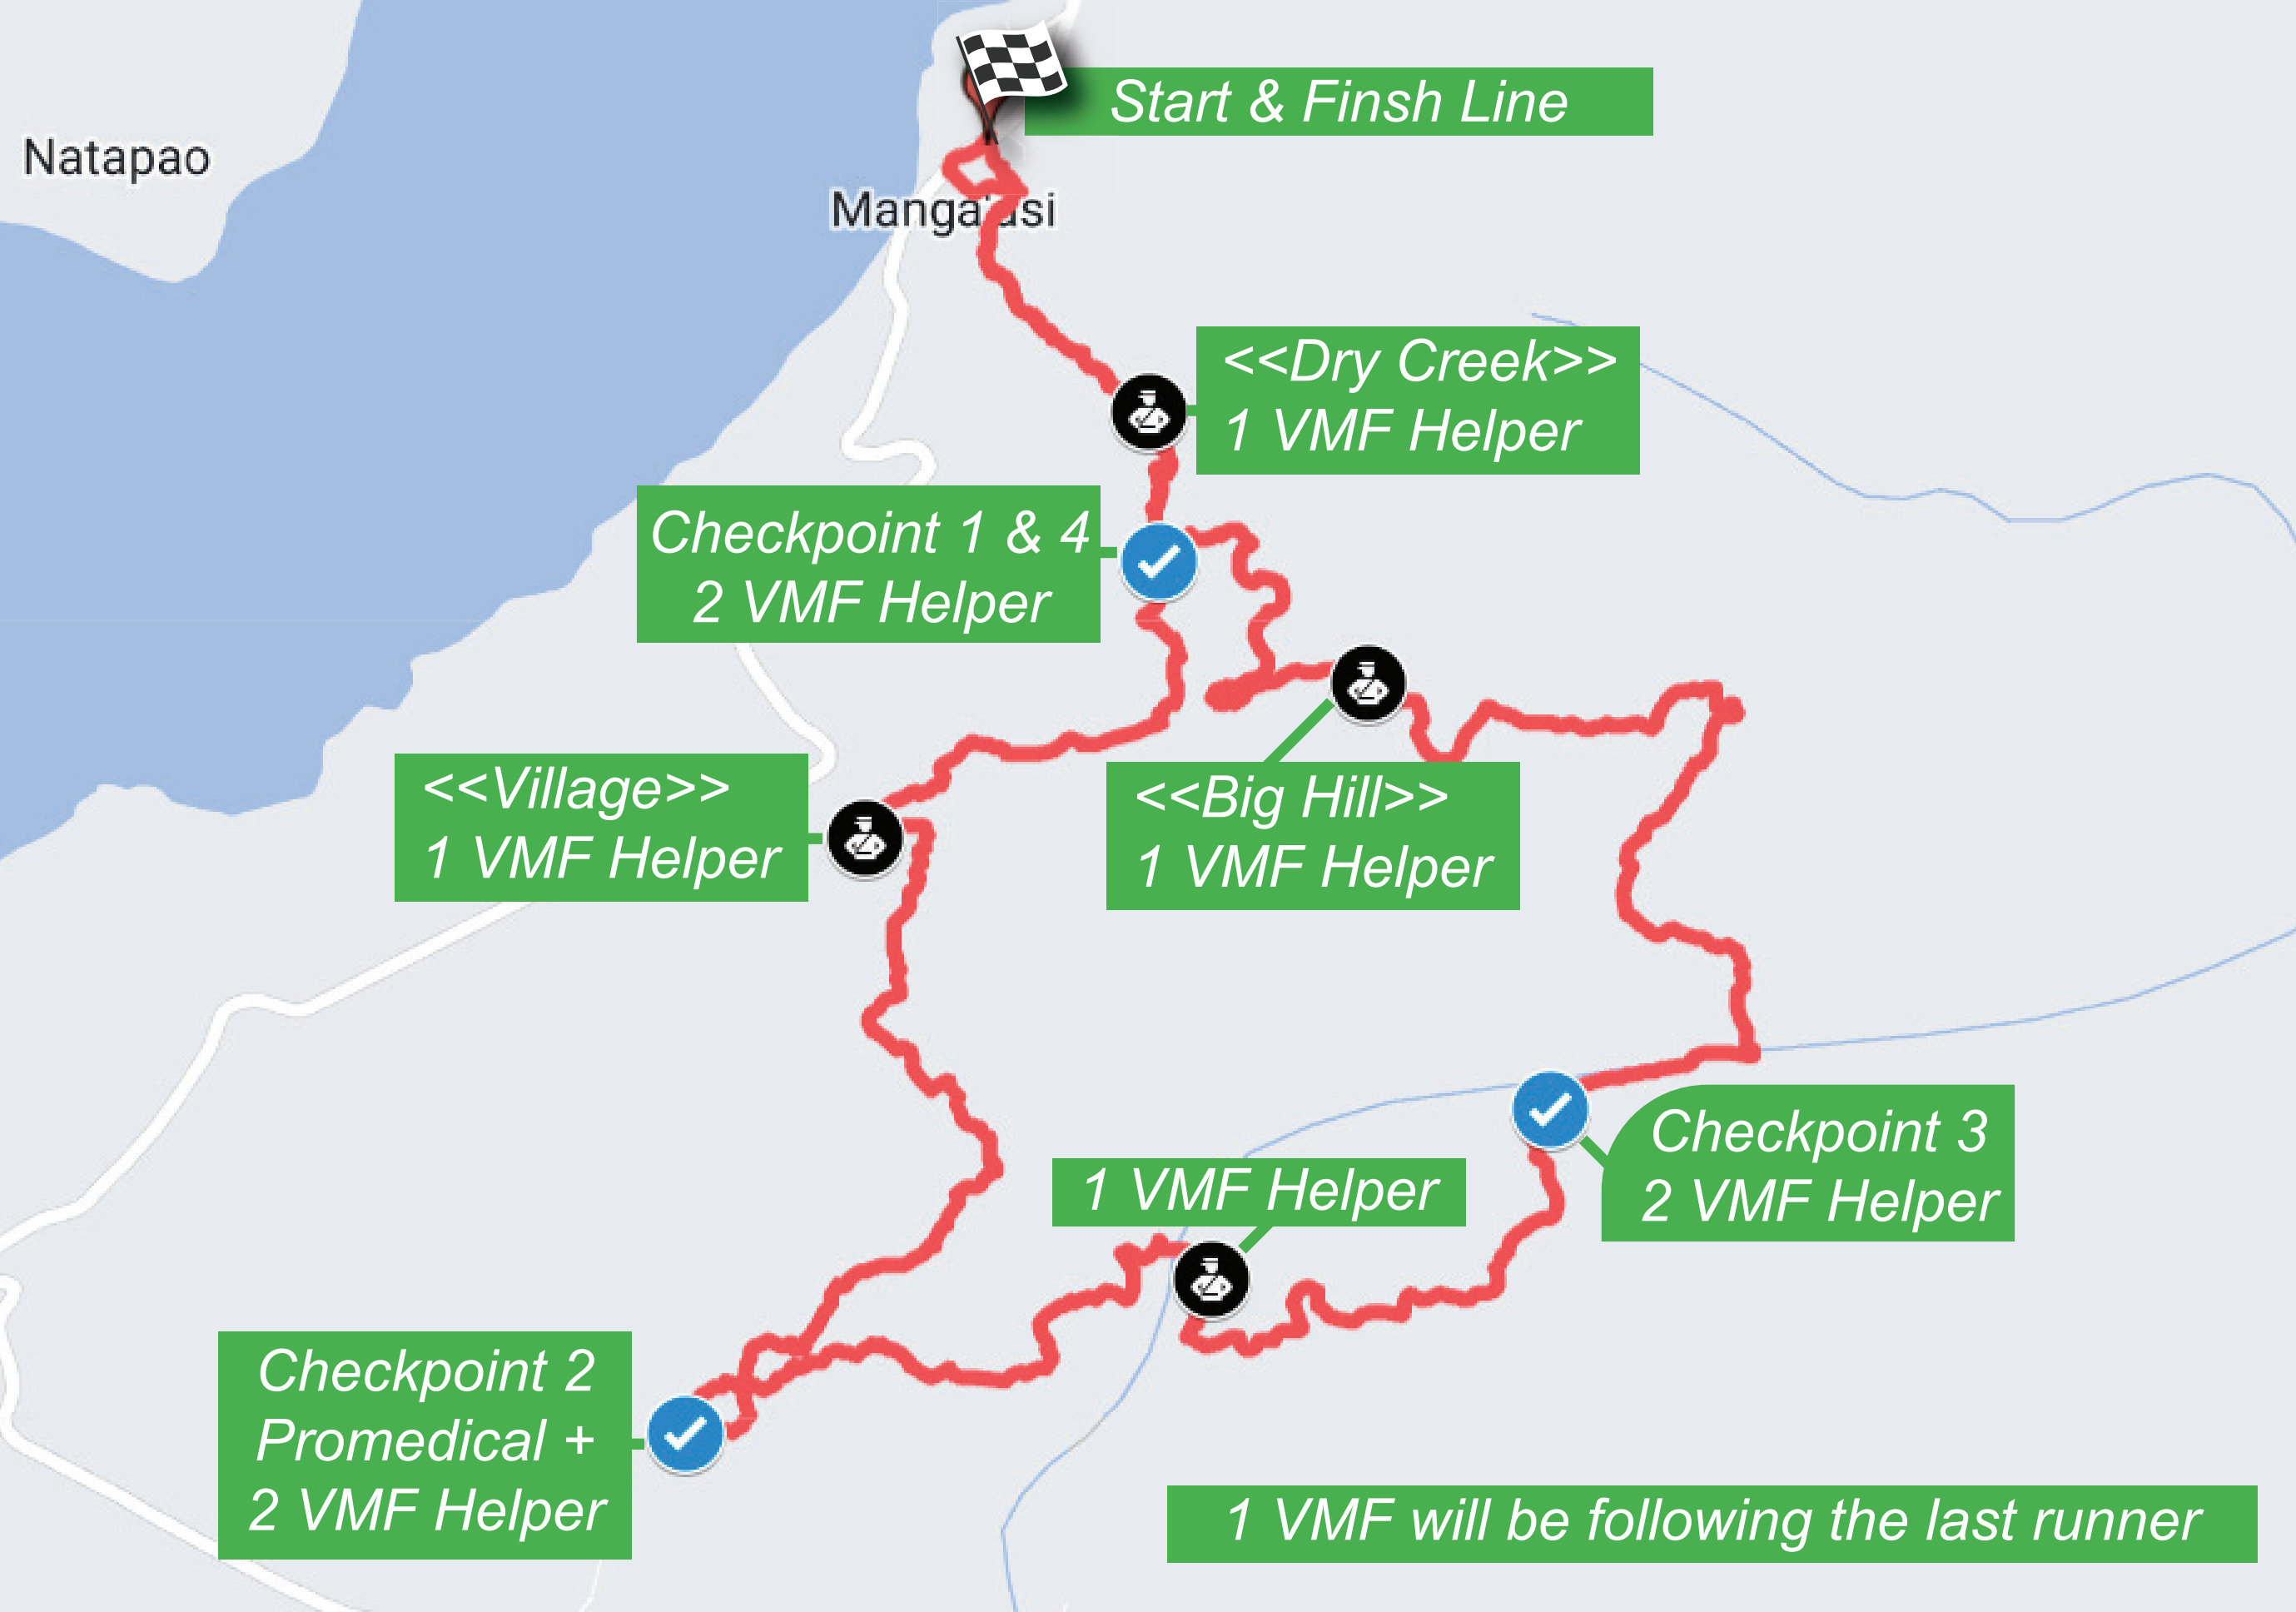 Start & Finsh Line
Natapao
Manga'asi
<<Dry Creek>>
1 VMF Helper
Checkpoint 1 & 4
2 VMF Helper
<<Village>>
1 VMF Helper
<<Big Hill>>
1 VMF Helper
Checkpoint 3
2 VMF Helper
1 VMF Helper
Checkpoint 2
Promedical +
2 VMF Helper
1 VMF will be following the last runner